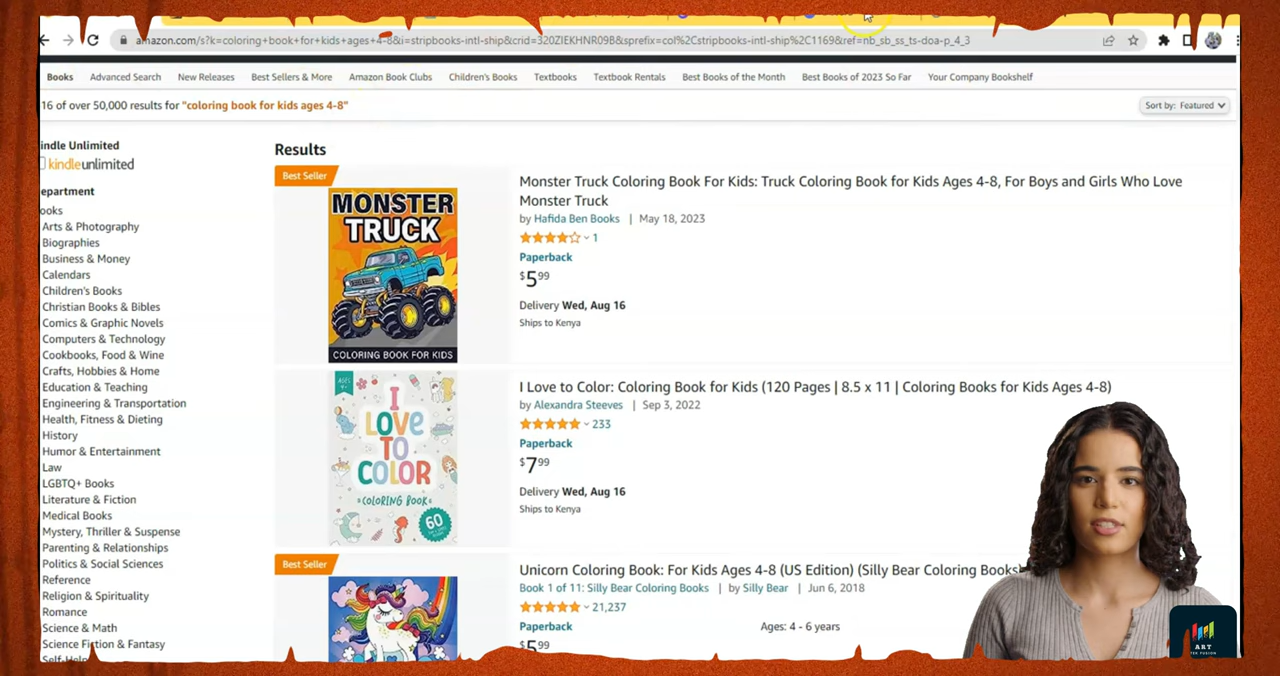 amazon.com/s?k=coloring+book+for+kids+ages+4-8&i=stripbooks-intl-ship&crid=320ZIEKHNR09B&sprefix=col%2Cstripbooks-intl-ship%2C1169&ref=nb_sb_ss_ts-doa-p_4_3
Books Advanced Search New Releases Best Sellers & More Amazon Book Clubs Children's Books Textbooks Textbook Rentals Best Books of the Month Best Books of 2023 So Far Your Company Bookshelf
16 of over 50,000 results for "coloring book for kids ages 4-8"
Sort by: Featured
indle Unlimited
kindleunlimited
epartment
ooks
Arts & Photography
Biographies
Business & Money
Calendars
Children's Books
Christian Books & Bibles
Comics & Graphic Novels
Computers & Technology
Cookbooks, Food & Wine
Crafts, Hobbies & Home
Education & Teaching
Engineering & Transportation
Health, Fitness & Dieting
History
Humor & Entertainment
Law
LGBTQ+ Books
Literature & Fiction
Medical Books
Mystery, Thriller & Suspense
Parenting & Relationships
Politics & Social Sciences
Reference
Religion & Spirituality
Romance
Science & Math
Science Fiction & Fantasy
Self-Help
Results
Best Seller
MONSTER
TRUCK
COLORING BOOK FOR KIDS
Monster Truck Coloring Book For Kids: Truck Coloring Book for Kids Ages 4-8, For Boys and Girls Who Love
Monster Truck
by Hafida Ben Books | May 18, 2023
1
Paperback
$599
Delivery Wed, Aug 16
Ships to Kenya
AGES
I
LOVE
TO
COLOR
COLORING BOOK
60
I Love to Color: Coloring Book for Kids (120 Pages | 8.5 x 11 | Coloring Books for Kids Ages 4-8)
by Alexandra Steeves | Sep 3, 2022
233
Paperback
$799
Delivery Wed, Aug 16
Ships to Kenya
Best Seller
Unicorn Coloring Book: For Kids Ages 4-8 (US Edition) (Silly Bear Coloring Books
Book 1 of 11: Silly Bear Coloring Books | by Silly Bear | Jun 6, 2018
21,237
Paperback
Ages: 4 - 6 years
$599
ART